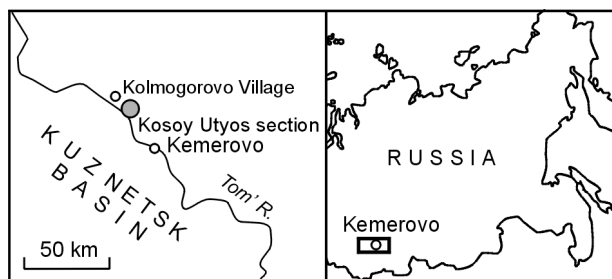 Kolmogorovo Village
Kosoy Utyos section
Kemerovo
KUZNETSK
BASIN
Tom' R.
50 km
RUSSIA
Kemerovo